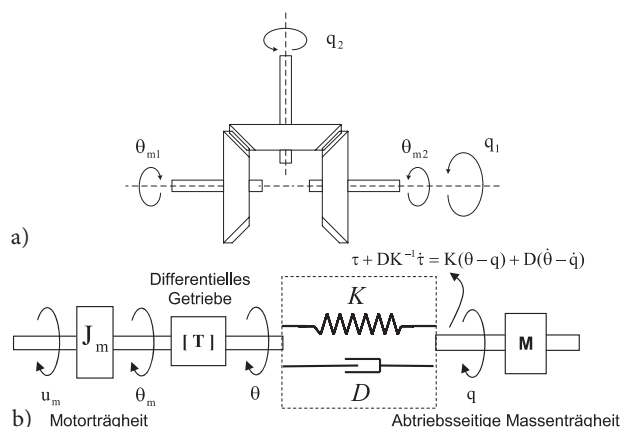 q₂
θₘ₁
θₘ₂
q₁
a)
τ + DK⁻¹τ̇ = K(θ – q) + D(θ̇ – q̇)
Differentielles
Getriebe
K
Jₘ
[ T ]
M
D
uₘ
θₘ
θ
q
b) Motorträgheit
Abtriebsseitige Massenträgheit